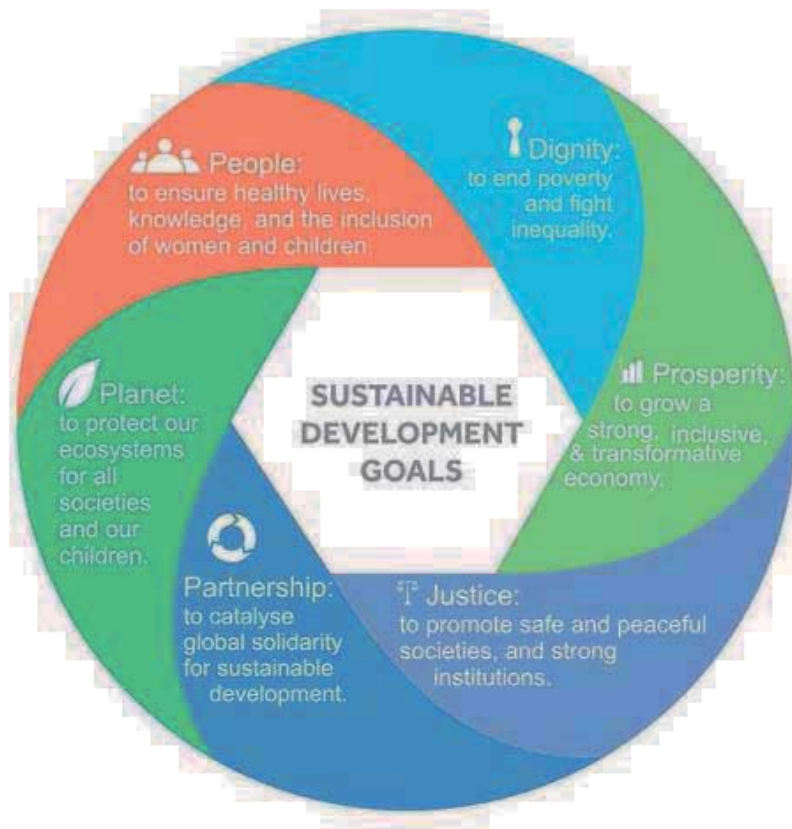 Dignity:
to end poverty
and fight
inequality.
Prosperity:
to grow a
strong, inclusive,
& transformative
economy.
Justice:
to promote safe and peaceful
societies, and strong
institutions.
Partnership:
to catalyse
global solidarity
for sustainable
development.
Planet:
to protect our
ecosystems
for all
societies
and our
children.
People:
to ensure healthy lives,
knowledge, and the inclusion
of women and children
SUSTAINABLE
DEVELOPMENT
GOALS